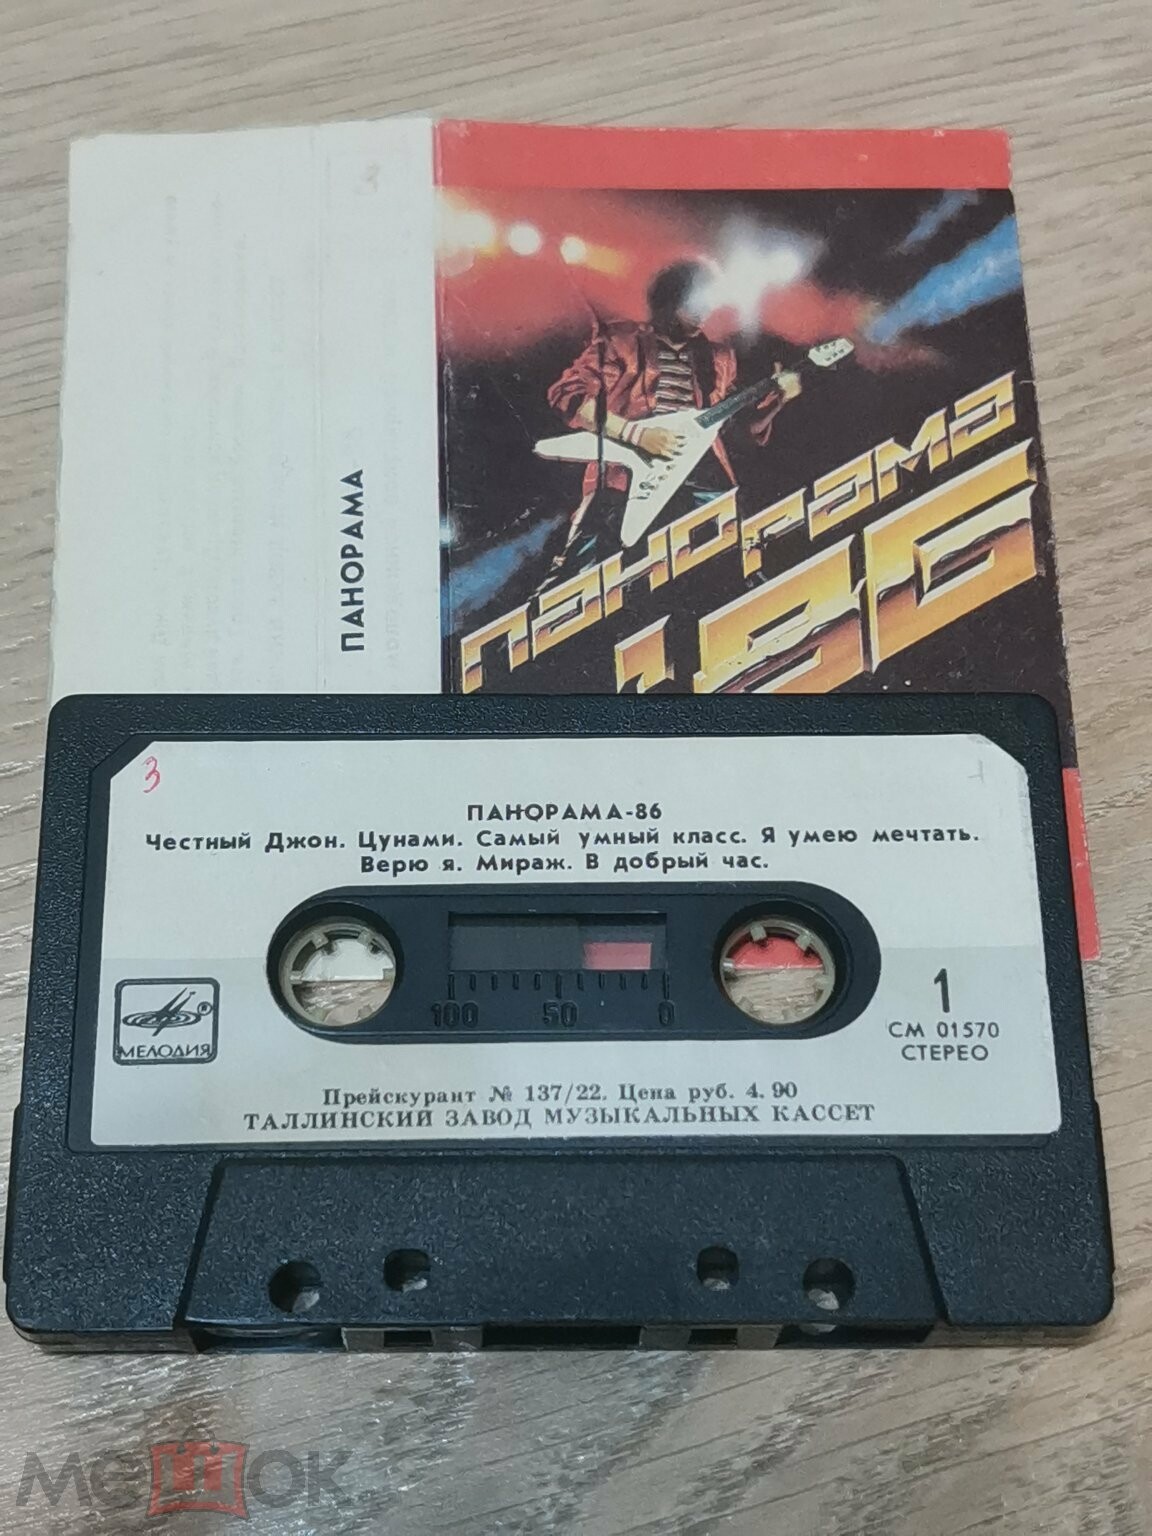 3
ПАНОРАМА
ПАНОРАМА
'86
3
ПАНОРАМА-86
Честный Джон. Цунами. Самый умный класс. Я умею мечтать.
Верю я. Мираж. В добрый час.
100 50 0
1
СМ 01570
СТЕРЕО
МЕЛОДИЯ
Прейскурант № 137/22. Цена руб. 4. 90
ТАЛЛИНСКИЙ ЗАВОД МУЗЫКАЛЬНЫХ КАССЕТ
мешок